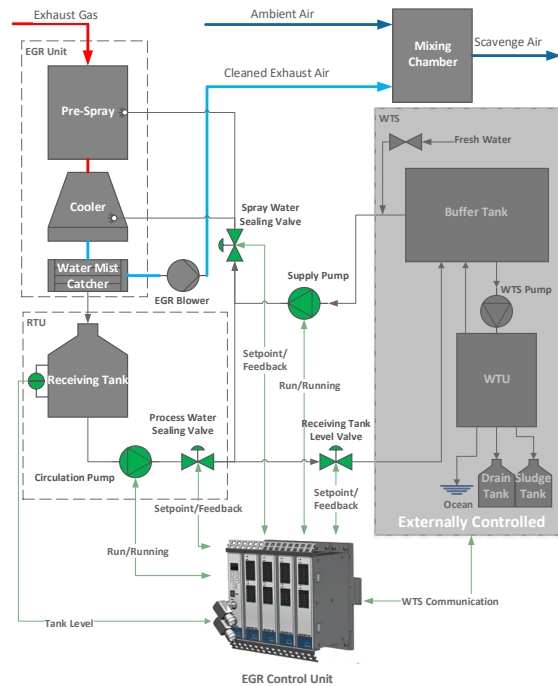 Exhaust Gas
Ambient Air
EGR Unit
Mixing
Chamber
Scavenge Air
Cleaned Exhaust Air
Pre-Spray
WTS
Fresh Water
Cooler
Spray Water
Sealing Valve
Buffer Tank
Water Mist
Catcher
EGR Blower
Supply Pump
WTS Pump
RTU
Receiving Tank
Setpoint/
Feedback
Run/Running
WTU
Process Water
Sealing Valve
Receiving Tank
Level Valve
Circulation Pump
Drain
Tank
Sludge
Tank
Ocean
Setpoint/Feedback
Setpoint/
Feedback
Externally Controlled
Run/Running
WTS Communication
Tank Level
EGR Control Unit